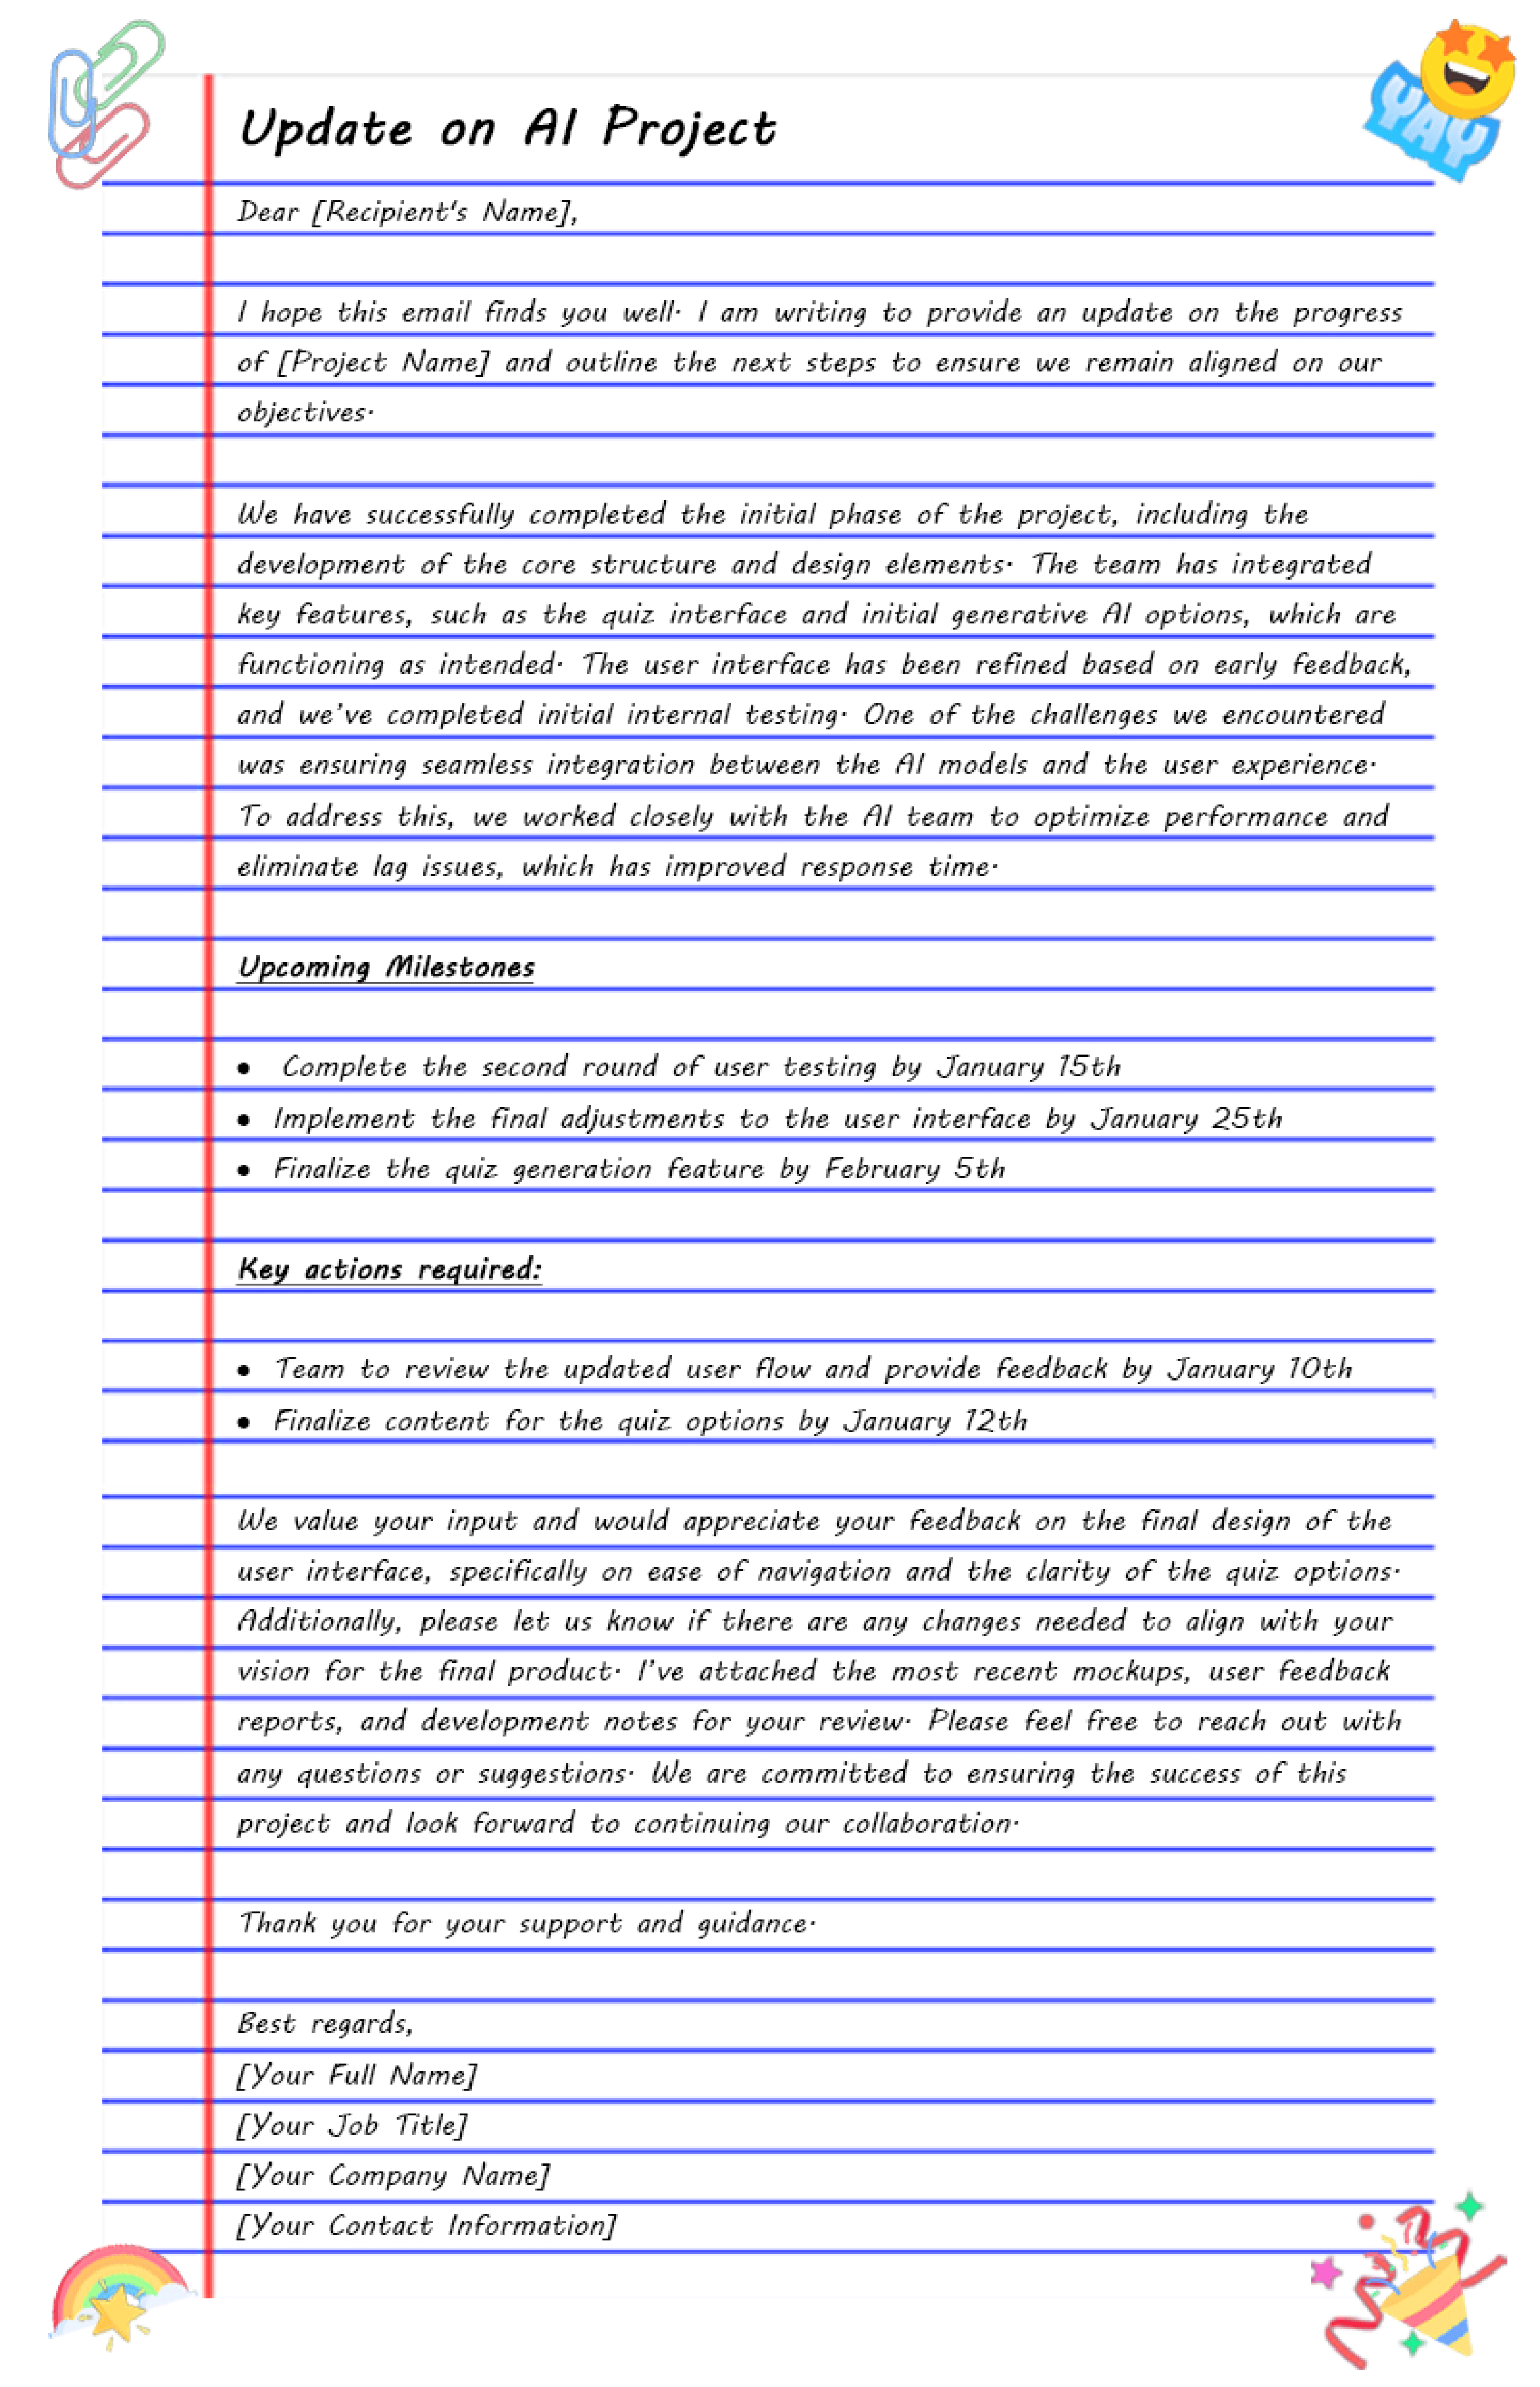 Update on AI Project
YAY
Dear [Recipient's Name],
I hope this email finds you well. I am writing to provide an update on the progress
of [Project Name] and outline the next steps to ensure we remain aligned on our
objectives.
We have successfully completed the initial phase of the project, including the
development of the core structure and design elements. The team has integrated
key features, such as the quiz interface and initial generative AI options, which are
functioning as intended. The user interface has been refined based on early feedback,
and we’ve completed initial internal testing. One of the challenges we encountered
was ensuring seamless integration between the AI models and the user experience.
To address this, we worked closely with the AI team to optimize performance and
eliminate lag issues, which has improved response time.
Upcoming Milestones
• Complete the second round of user testing by January 15th
• Implement the final adjustments to the user interface by January 25th
• Finalize the quiz generation feature by February 5th
Key actions required:
• Team to review the updated user flow and provide feedback by January 10th
• Finalize content for the quiz options by January 12th
We value your input and would appreciate your feedback on the final design of the
user interface, specifically on ease of navigation and the clarity of the quiz options.
Additionally, please let us know if there are any changes needed to align with your
vision for the final product. I’ve attached the most recent mockups, user feedback
reports, and development notes for your review. Please feel free to reach out with
any questions or suggestions. We are committed to ensuring the success of this
project and look forward to continuing our collaboration.
Thank you for your support and guidance.
Best regards,
[Your Full Name]
[Your Job Title]
[Your Company Name]
[Your Contact Information]